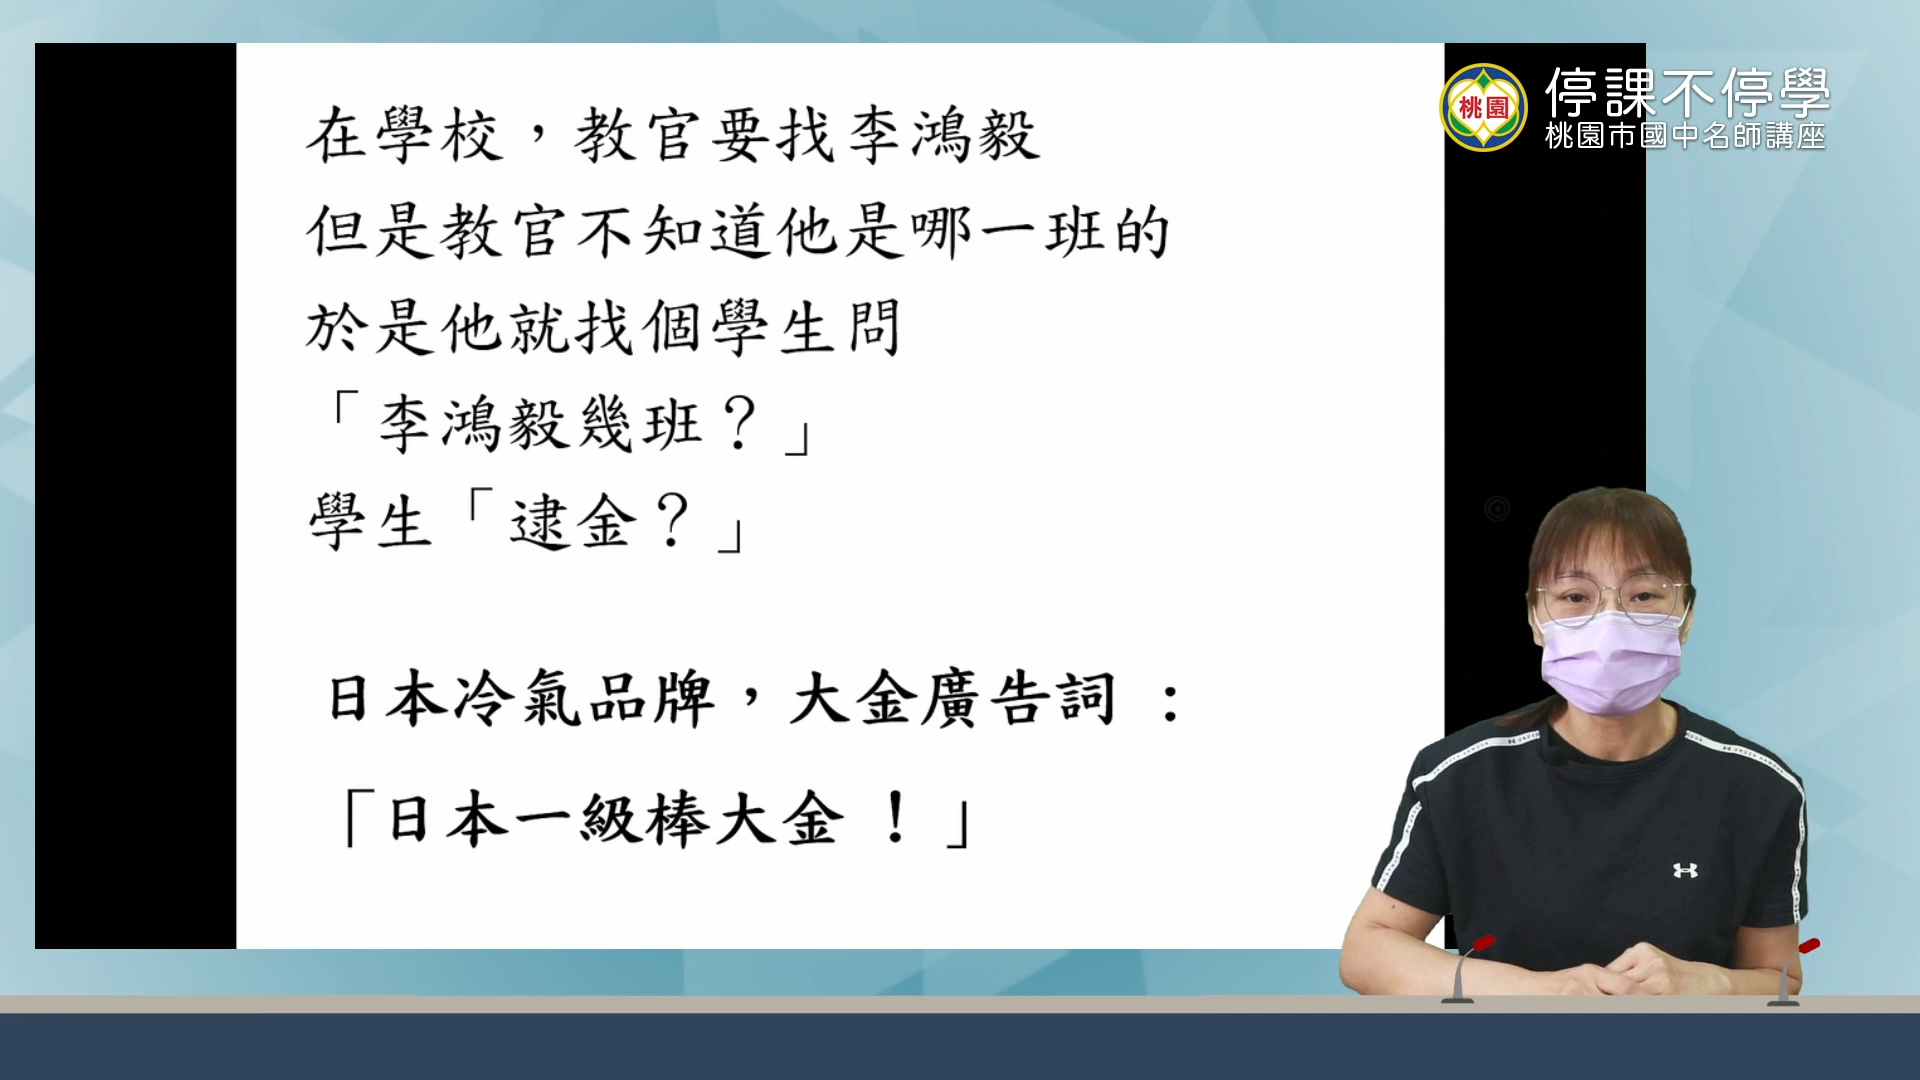 在學校，教官要找李鴻毅
但是教官不知道他是哪一班的
於是他就找個學生問
「李鴻毅幾班？」
學生「逮金？」
日本冷氣品牌，大金廣告詞 ：
「日本一級棒大金 ！」
桃園
停課不停學
桃園市國中名師講座